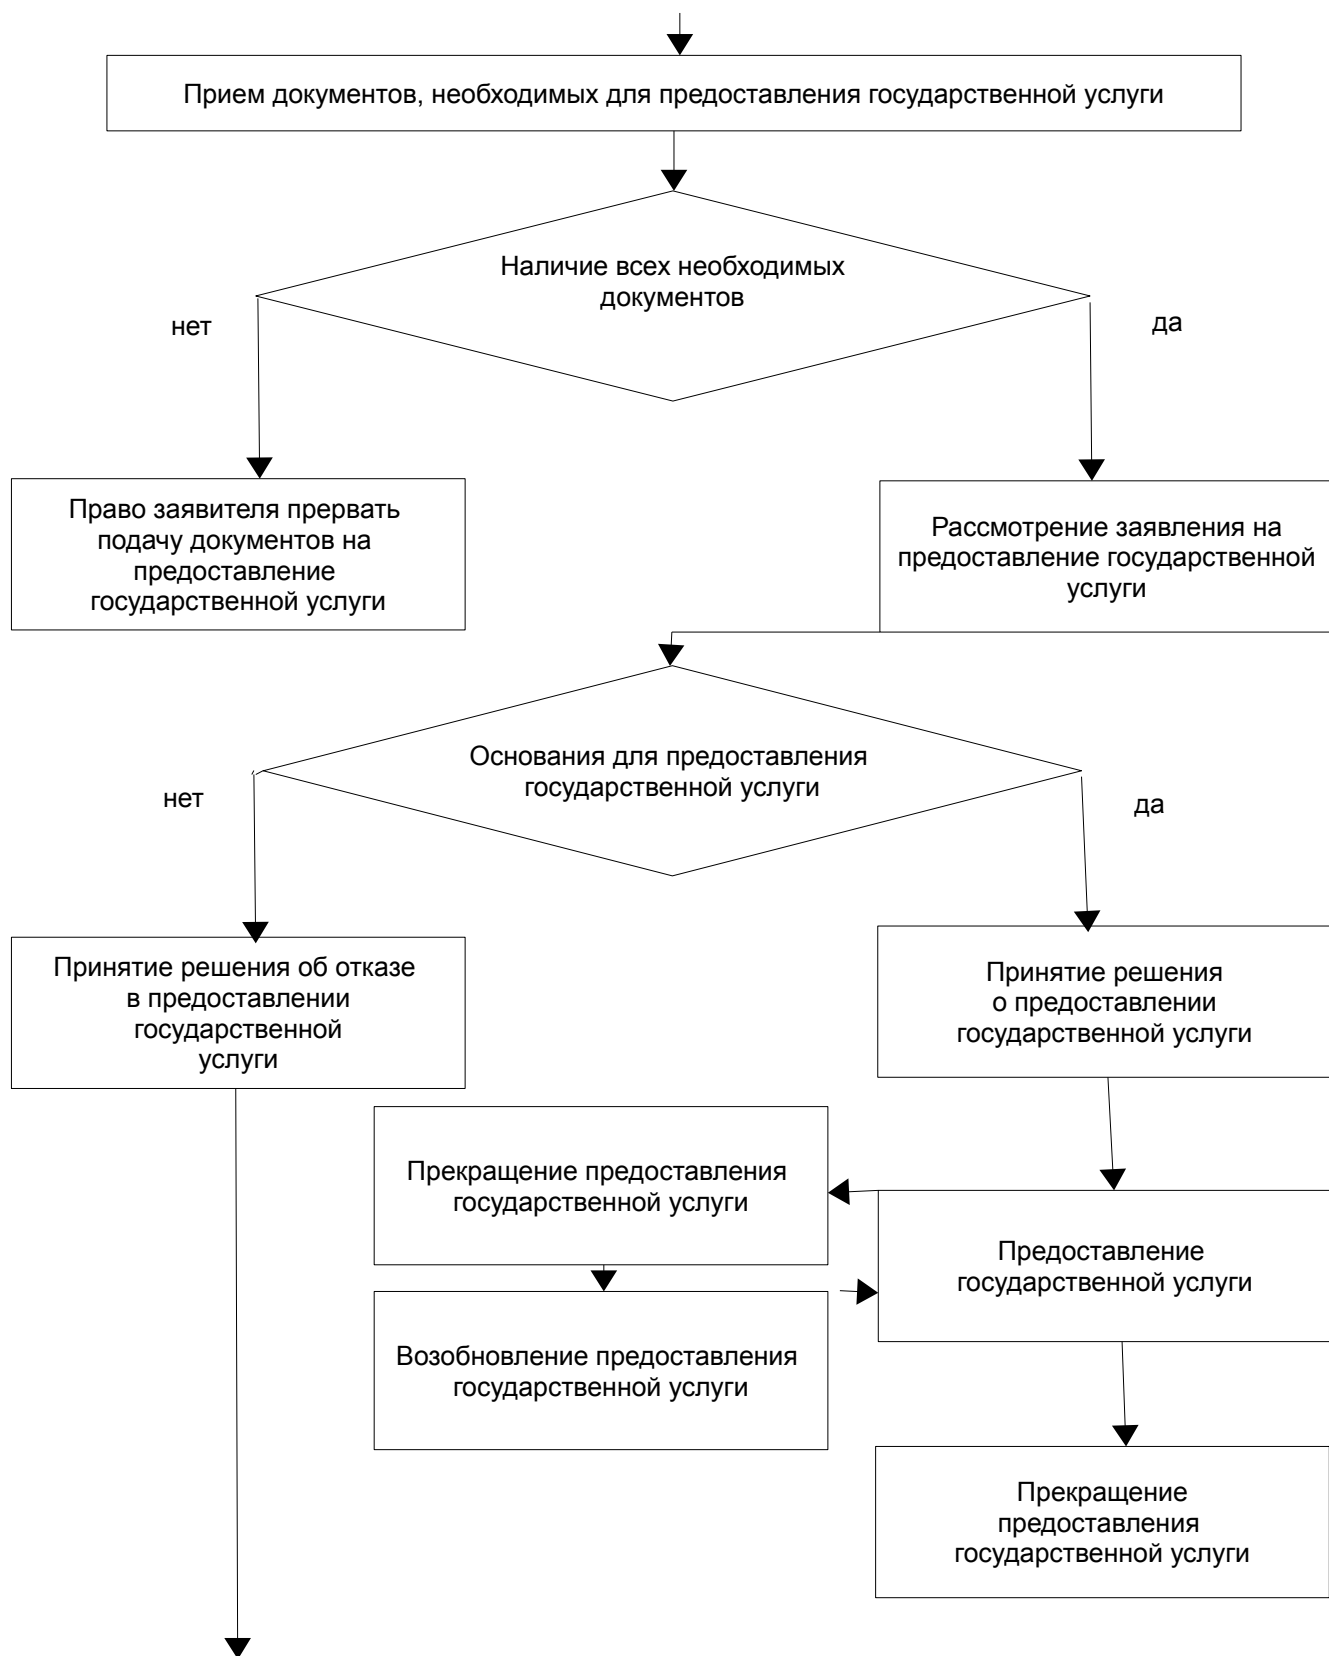 Прием документов, необходимых для предоставления государственной услуги
Наличие всех необходимых
документов
нет
да
Право заявителя прервать
подачу документов на
предоставление
государственной услуги
Рассмотрение заявления на
предоставление государственной
услуги
Основания для предоставления
государственной услуги
нет
да
Принятие решения об отказе
в предоставлении
государственной
услуги
Принятие решения
о предоставлении
государственной услуги
Прекращение предоставления
государственной услуги
Предоставление
государственной услуги
Возобновление предоставления
государственной услуги
Прекращение
предоставления
государственной услуги